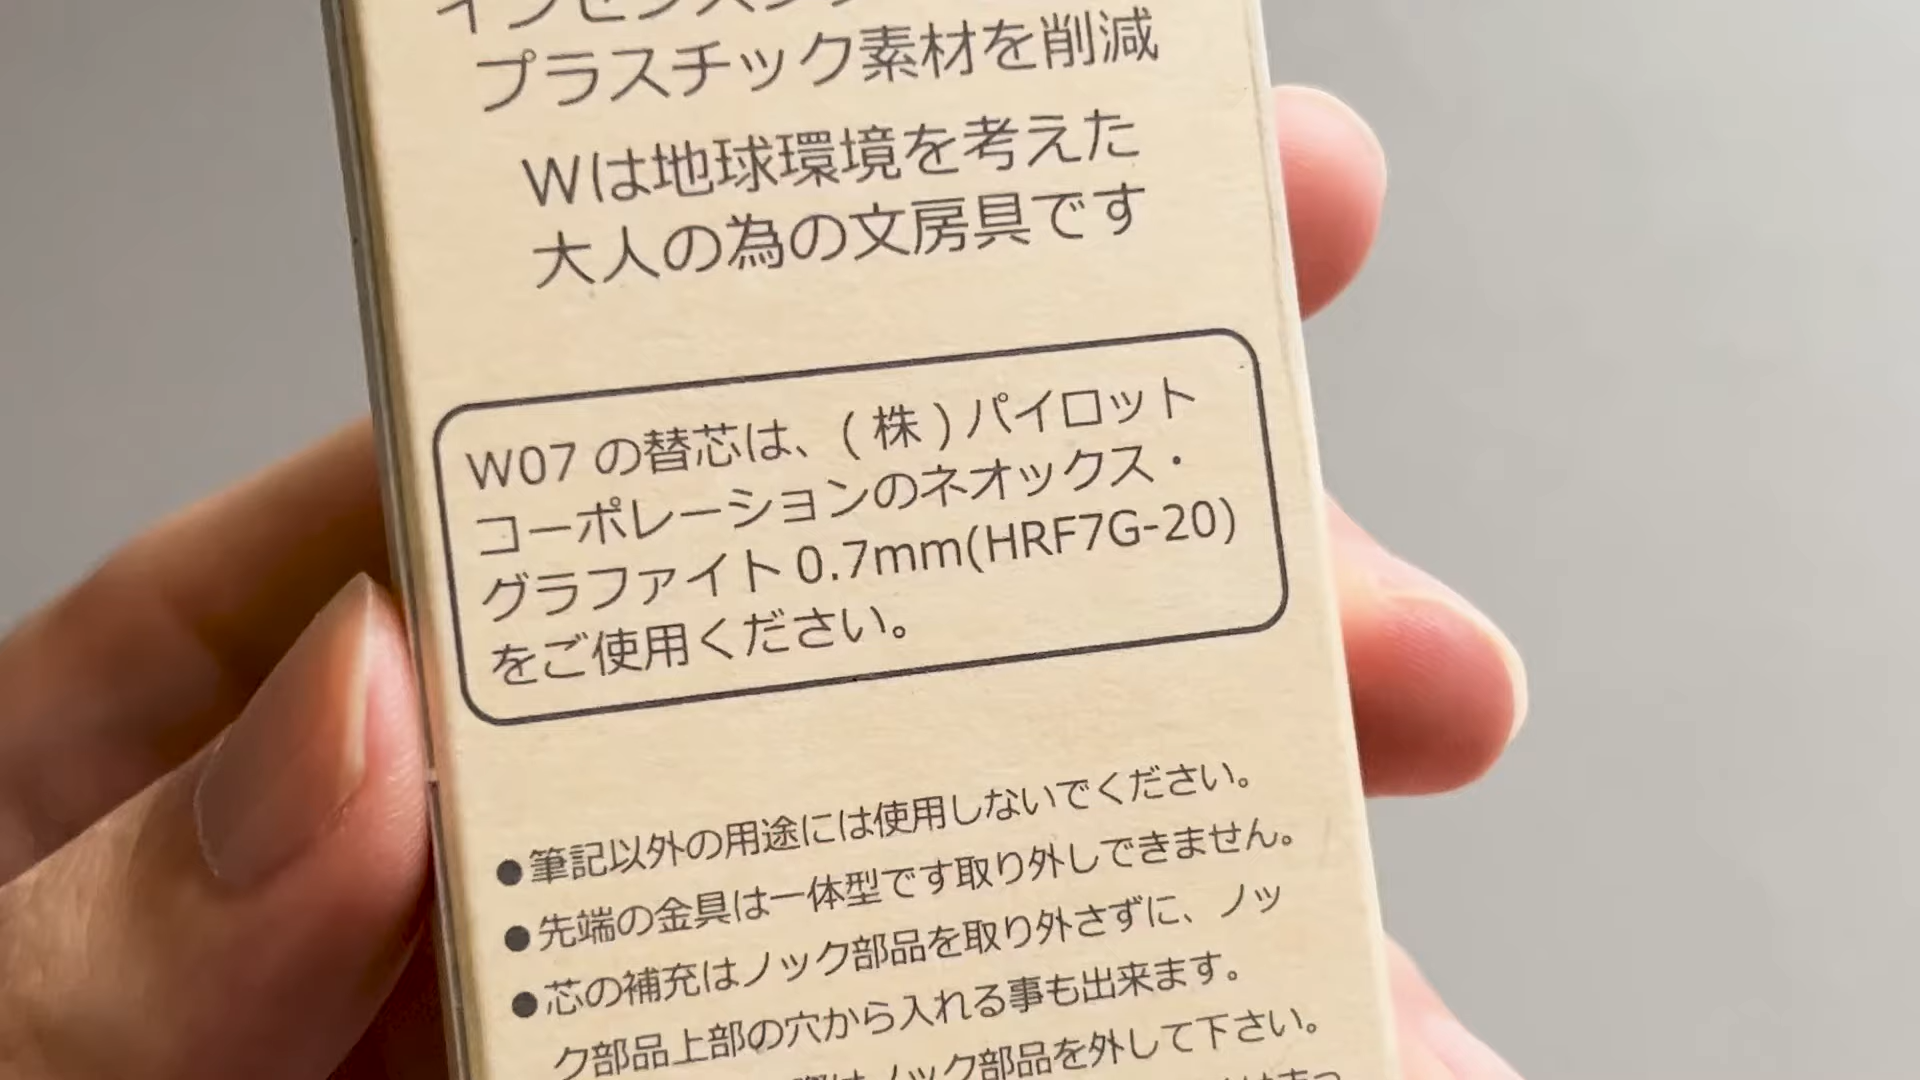 プラスチック素材を削減
Wは地球環境を考えた
大人の為の文房具です
W07 の替芯は、(株)パイロット
コーポレーションのネオックス・
グラファイト 0.7mm(HRF7G-20)
をご使用ください。
●筆記以外の用途には使用しないでください。
●先端の金具は一体型です取り外しできません。
●芯の補充はノック部品を取り外さずに、ノッ
ク部品上部の穴から入れる事も出来ます。
ノック部品を外して下さい。